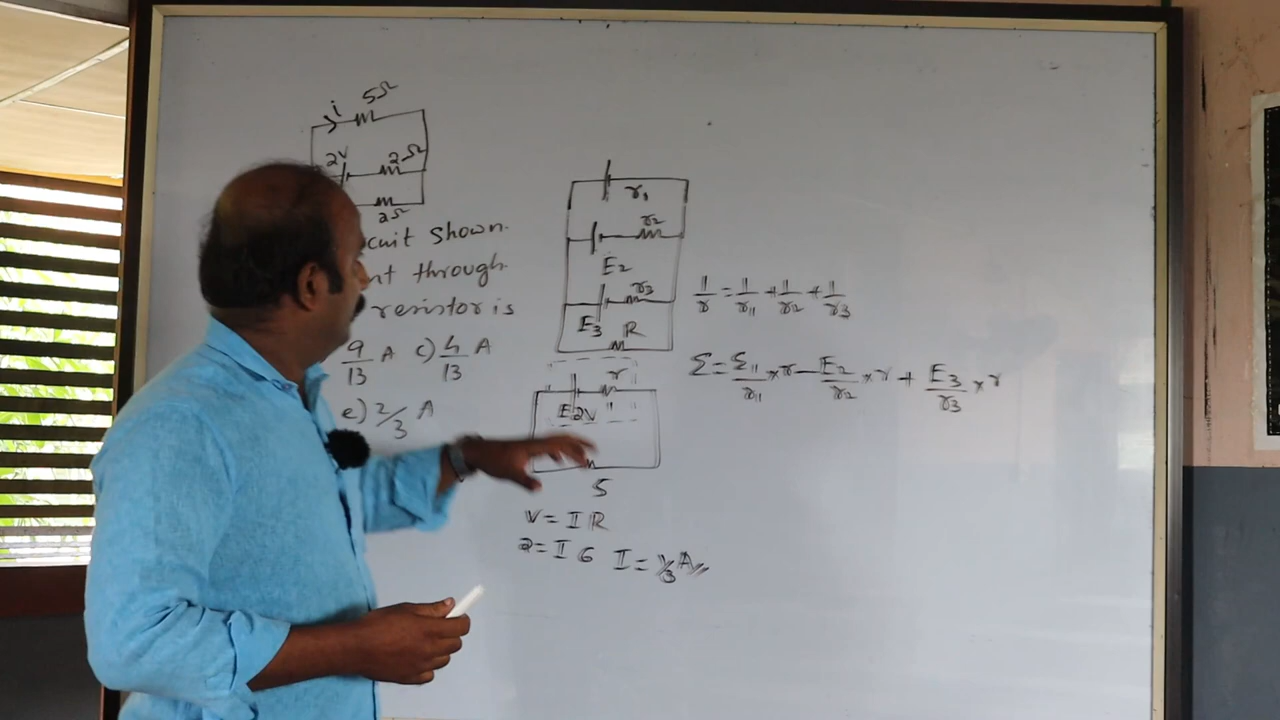 i 5Ω
2V 2Ω
2Ω
cuit shown.
nt through
resistor is
9/13 A c) 4/13 A
e) 2/3 A
r₁
r₂
E₂
r₃
E₃ R
r
E 2V
5
V = I R
2 = I 6 I = 1/3 A
1/r = 1/r₁ + 1/r₂ + 1/r₃
Σ = Σ₁/r₁ × r - E₂/r₂ × r + E₃/r₃ × r